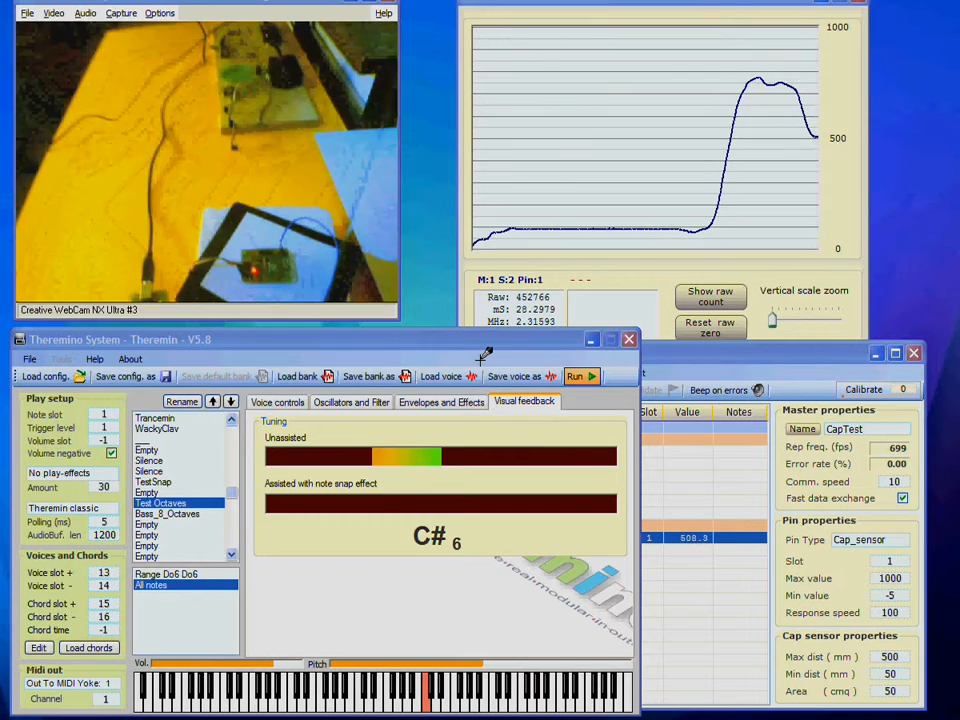 File Video Audio Capture Options Help
Creative WebCam NX Ultra #3
1000
500
0
M:1 S:2 Pin:1 - - -
Raw: 452766
mS: 28.2979
MHz: 2.31593
Show raw count
Reset raw zero
Vertical scale zoom
Theremino System - Theremin - V5.8
File Tools Help About
Load config. Save config. as Save default bank Load bank Save bank as Load voice Save voice as Run
Play setup
Note slot 1
Trigger level 1
Volume slot -1
Volume negative
No play-effects
Amount 30
Theremin classic
Polling (ms) 5
AudioBuf. len 1200
Voices and Chords
Voice slot + 13
Voice slot - 14
Chord slot + 15
Chord slot - 16
Chord time -1
Edit Load chords
Midi out
Out To MIDI Yoke: 1
Channel 1
Rename
Trancemin
WackyClav
___
Empty
Silence
Silence
TestSnap
Empty
Test Octaves
Bass_8_Octaves
Empty
Empty
Empty
Empty
Range Do6 Do6
All notes
Voice controls Oscillators and Filter Envelopes and Effects Visual feedback
Tuning
Unassisted
Assisted with note snap effect
C# 6
Vol. Pitch
Beep on errors Calibrate 0
Slot Value Notes
1 508.3
Master properties
Name CapTest
Rep freq. (fps) 699
Error rate (%) 0.00
Comm. speed 10
Fast data exchange
Pin properties
Pin Type Cap_sensor
Slot 1
Max value 1000
Min value -5
Response speed 100
Cap sensor properties
Max dist ( mm ) 500
Min dist ( mm ) 50
Area ( cmq ) 50